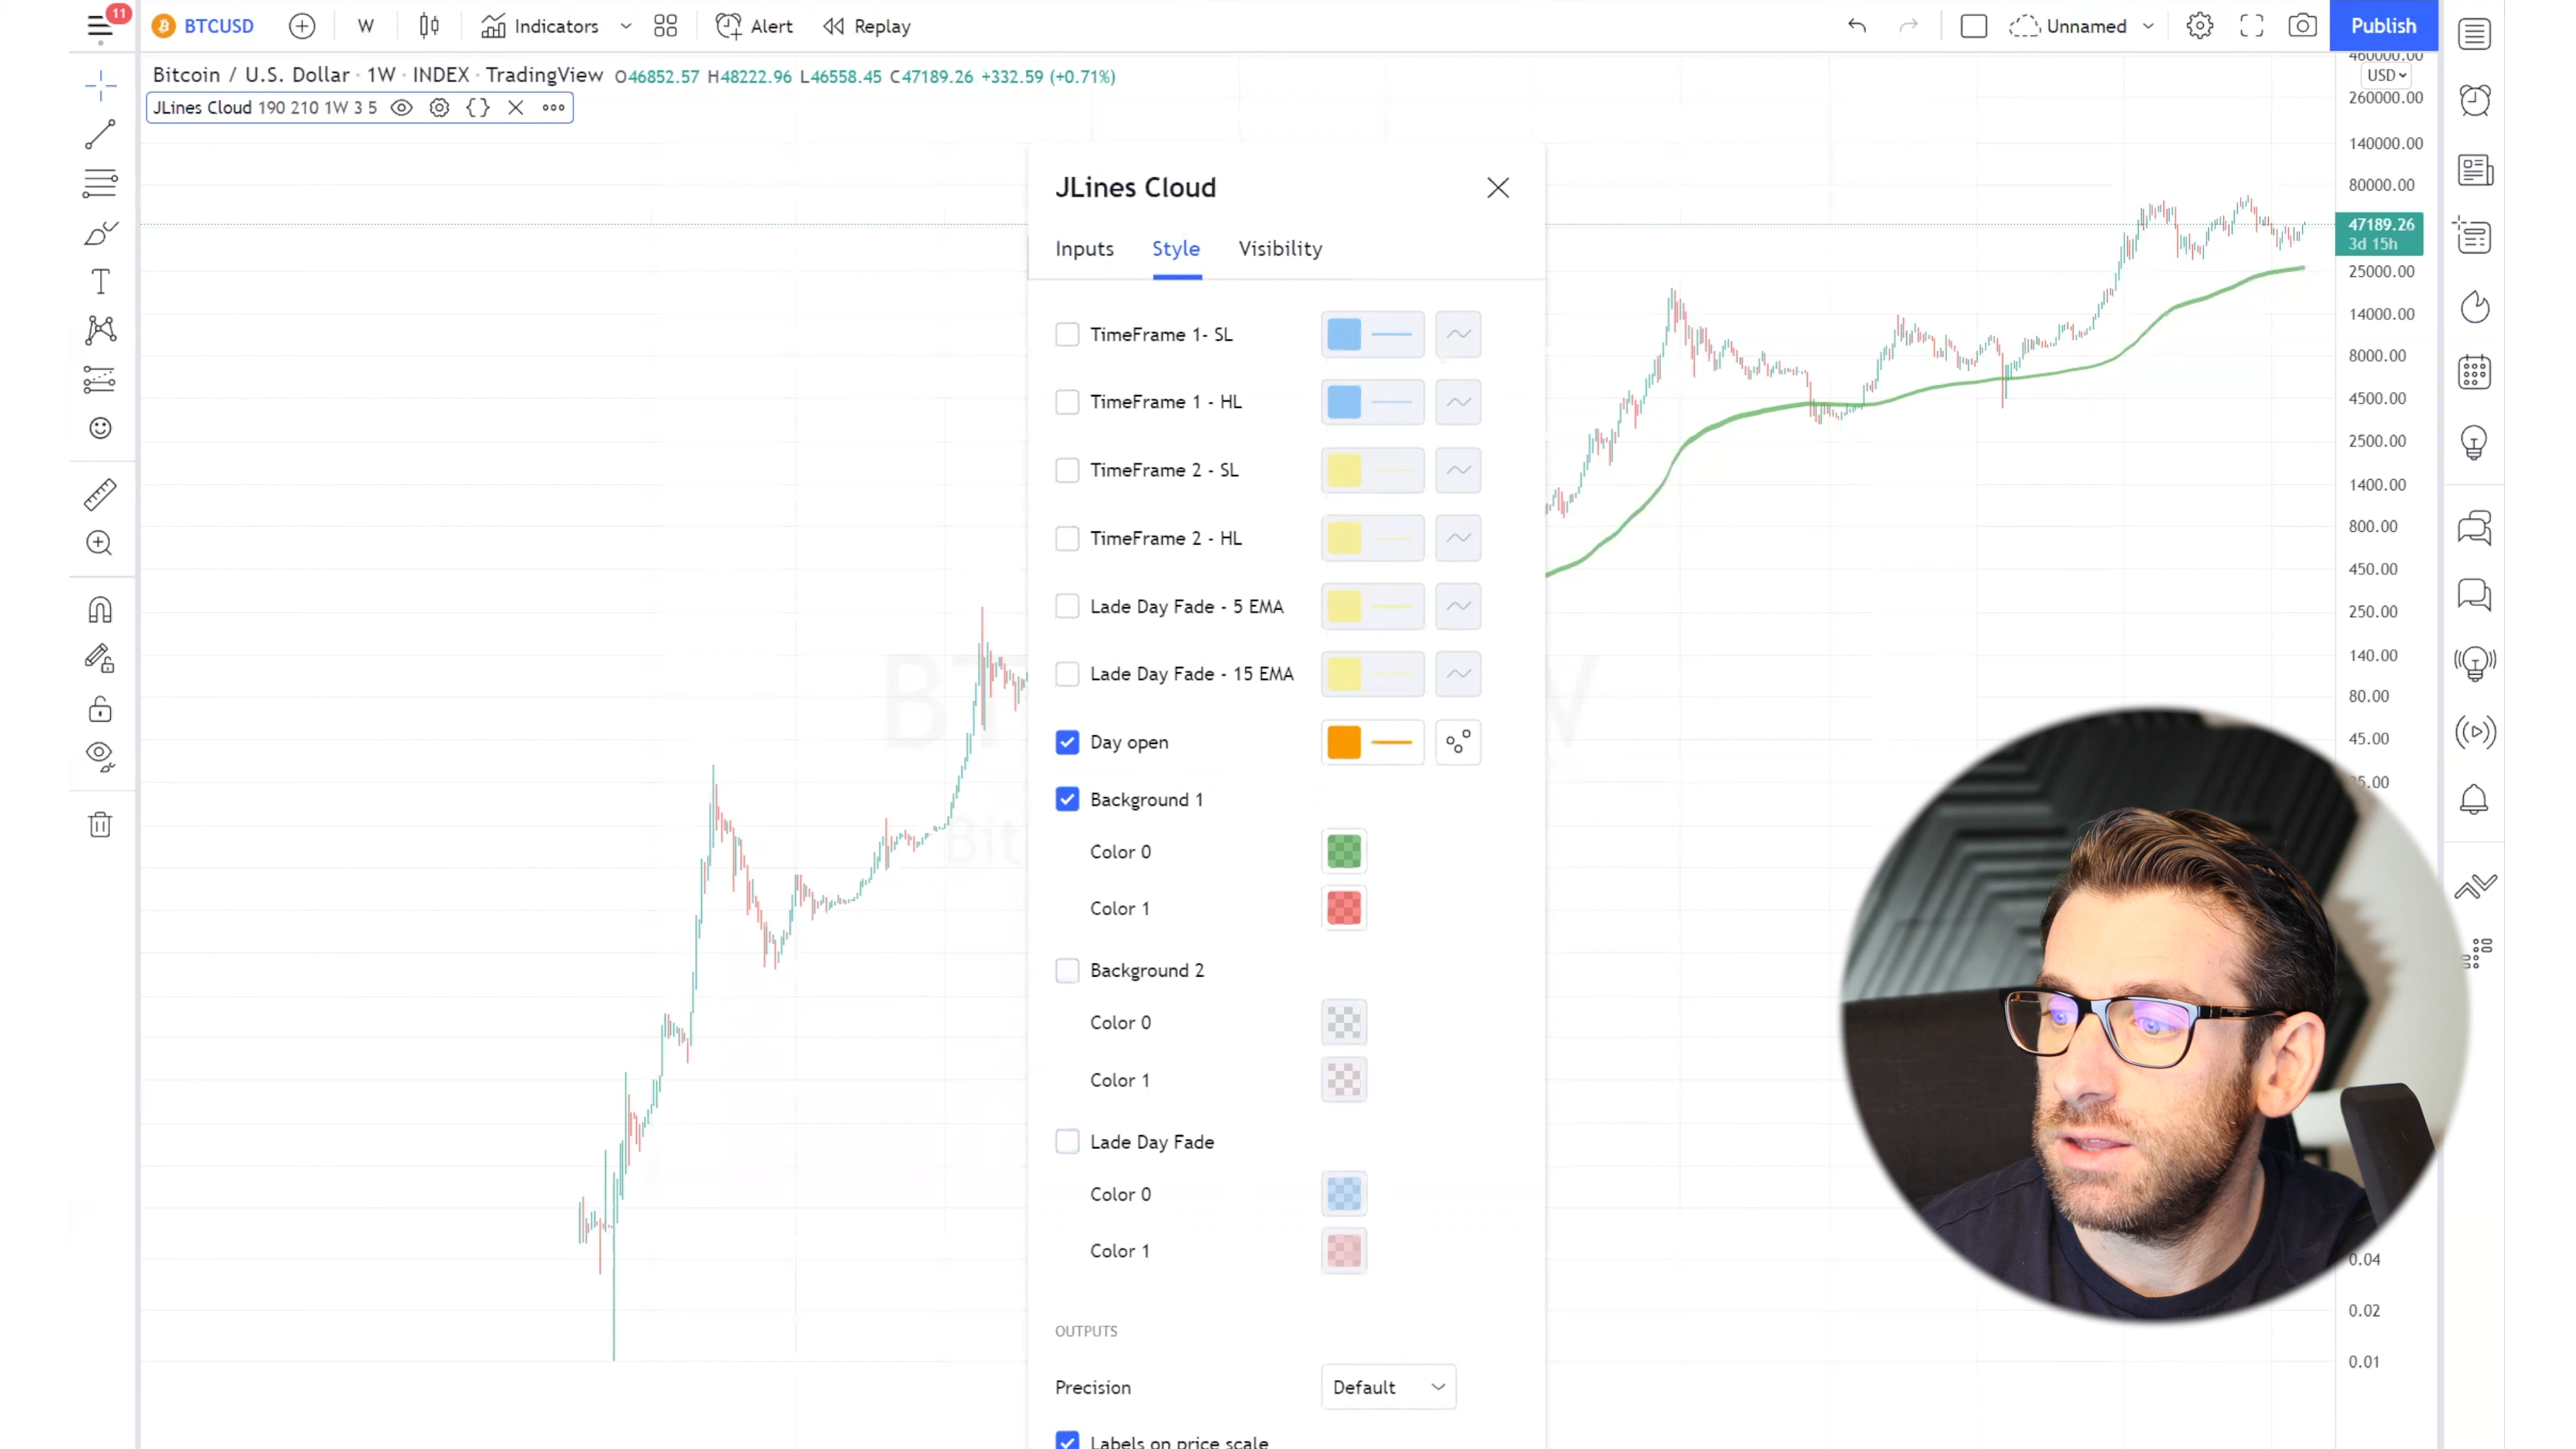 11
BTCUSD
W
Indicators
Alert
Replay
Unnamed
Publish
Bitcoin / U.S. Dollar · 1W · INDEX · TradingView O46852.57 H48222.96 L46558.45 C47189.26 +332.59 (+0.71%)
JLines Cloud 190 210 1W 3 5
460000.00
USD
260000.00
140000.00
80000.00
47189.26
3d 15h
25000.00
14000.00
8000.00
4500.00
2500.00
1400.00
800.00
450.00
250.00
140.00
80.00
45.00
25.00
0.04
0.02
0.01
JLines Cloud
Inputs Style Visibility
TimeFrame 1- SL
TimeFrame 1 - HL
TimeFrame 2 - SL
TimeFrame 2 - HL
Lade Day Fade - 5 EMA
Lade Day Fade - 15 EMA
Day open
Background 1
Color 0
Color 1
Background 2
Color 0
Color 1
Lade Day Fade
Color 0
Color 1
OUTPUTS
Precision Default
Labels on price scale